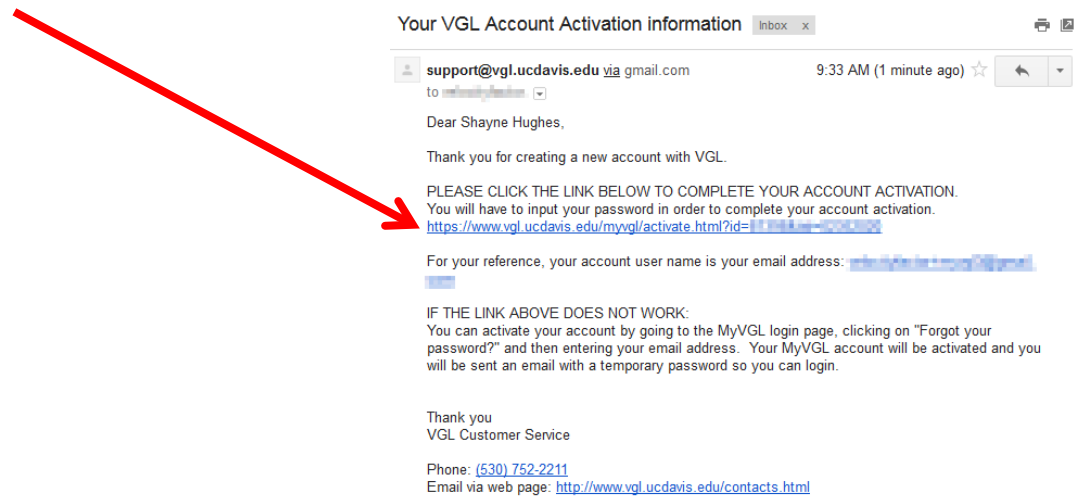 Your VGL Account Activation information Inbox x
support@vgl.ucdavis.edu via gmail.com 9:33 AM (1 minute ago)
to
Dear Shayne Hughes,
Thank you for creating a new account with VGL.
PLEASE CLICK THE LINK BELOW TO COMPLETE YOUR ACCOUNT ACTIVATION.
You will have to input your password in order to complete your account activation.
https://www.vgl.ucdavis.edu/myvgl/activate.html?id=
For your reference, your account user name is your email address:
IF THE LINK ABOVE DOES NOT WORK:
You can activate your account by going to the MyVGL login page, clicking on "Forgot your
password?" and then entering your email address.  Your MyVGL account will be activated and you
will be sent an email with a temporary password so you can login.
Thank you
VGL Customer Service
Phone: (530) 752-2211
Email via web page: http://www.vgl.ucdavis.edu/contacts.html